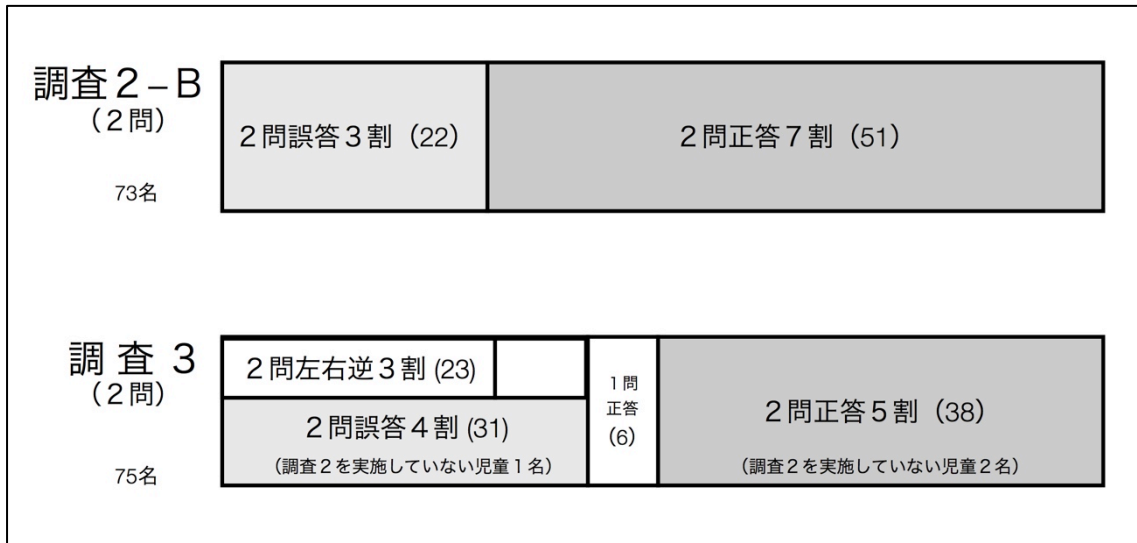 調査２−Ｂ
（２問）
73名
２問誤答３割（22）
２問正答７割（51）
調 査 ３
（２問）
75名
２問左右逆３割 (23)
２問誤答４割 (31)
（調査２を実施していない児童１名）
１問
正答
（6）
２問正答５割（38）
（調査２を実施していない児童２名）